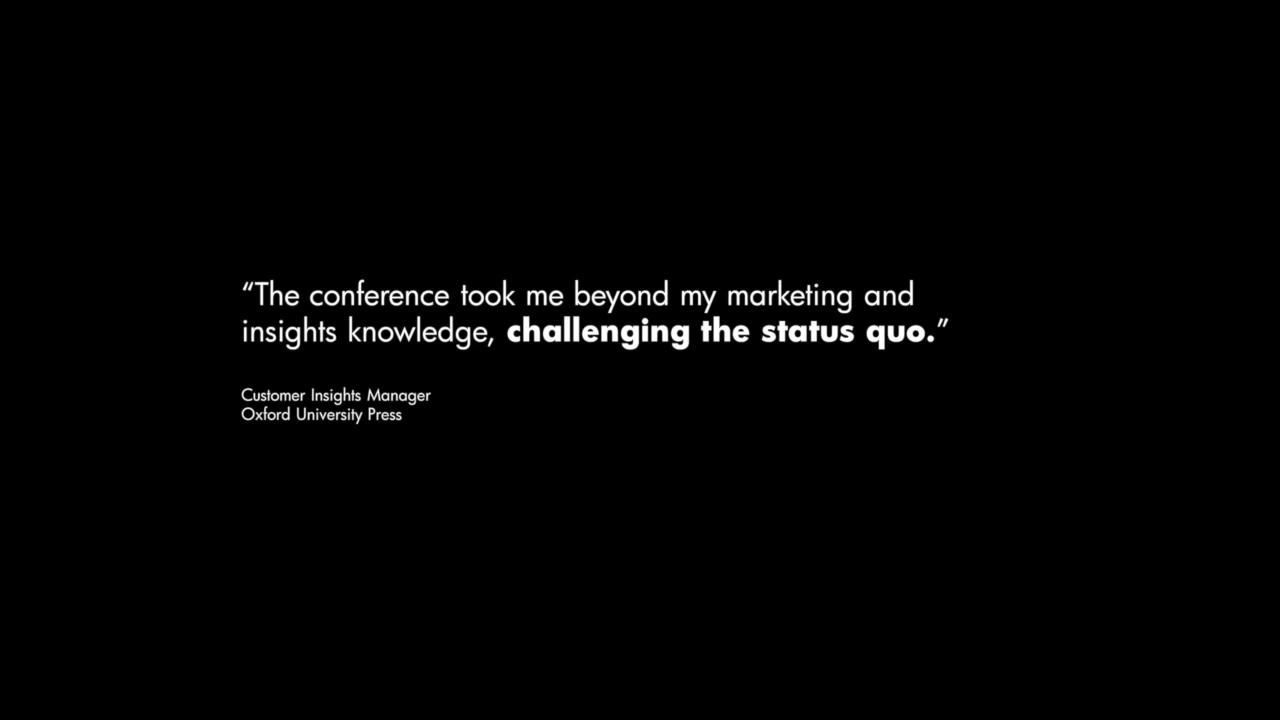 “The conference took me beyond my marketing and
insights knowledge, challenging the status quo.”
Customer Insights Manager
Oxford University Press